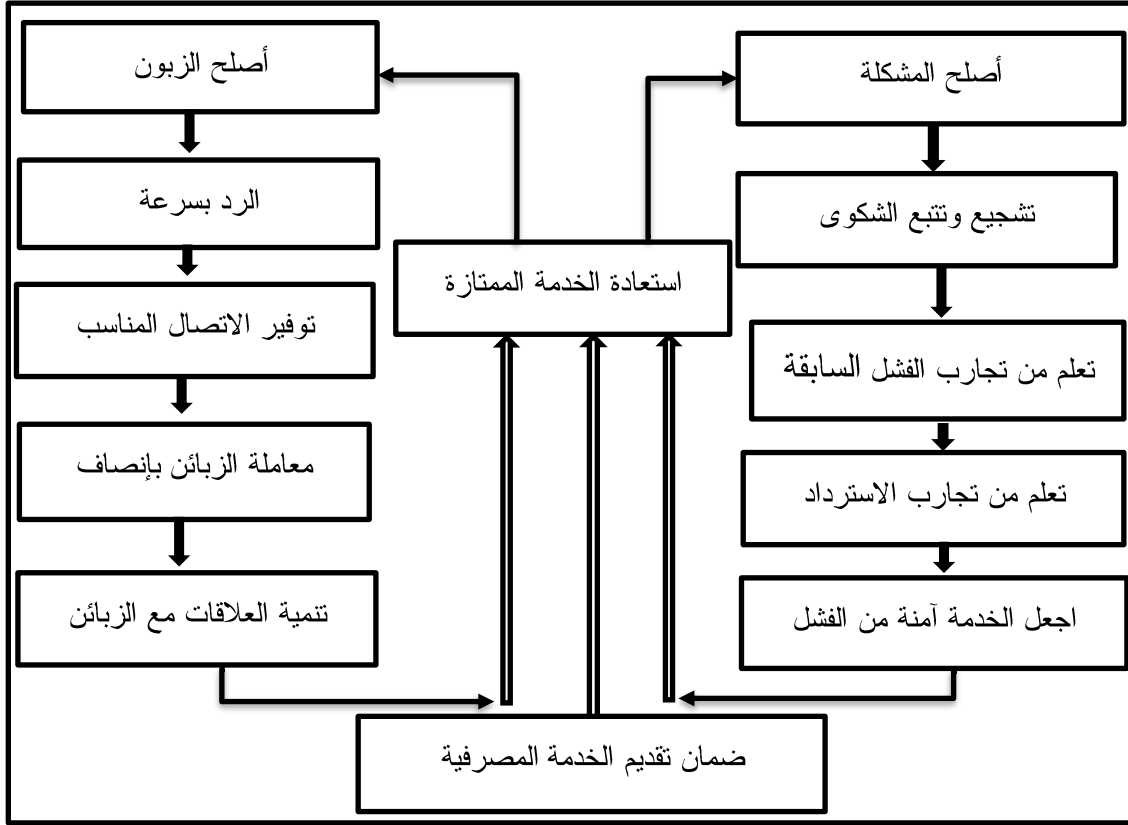 أصلح المشكلة
تشجيع وتتبع الشكوى
تعلم من تجارب الفشل السابقة
تعلم من تجارب الاسترداد
اجعل الخدمة آمنة من الفشل
استعادة الخدمة الممتازة
أصلح الزبون
الرد بسرعة
توفير الاتصال المناسب
معاملة الزبائن بإنصاف
تنمية العلاقات مع الزبائن
ضمان تقديم الخدمة المصرفية